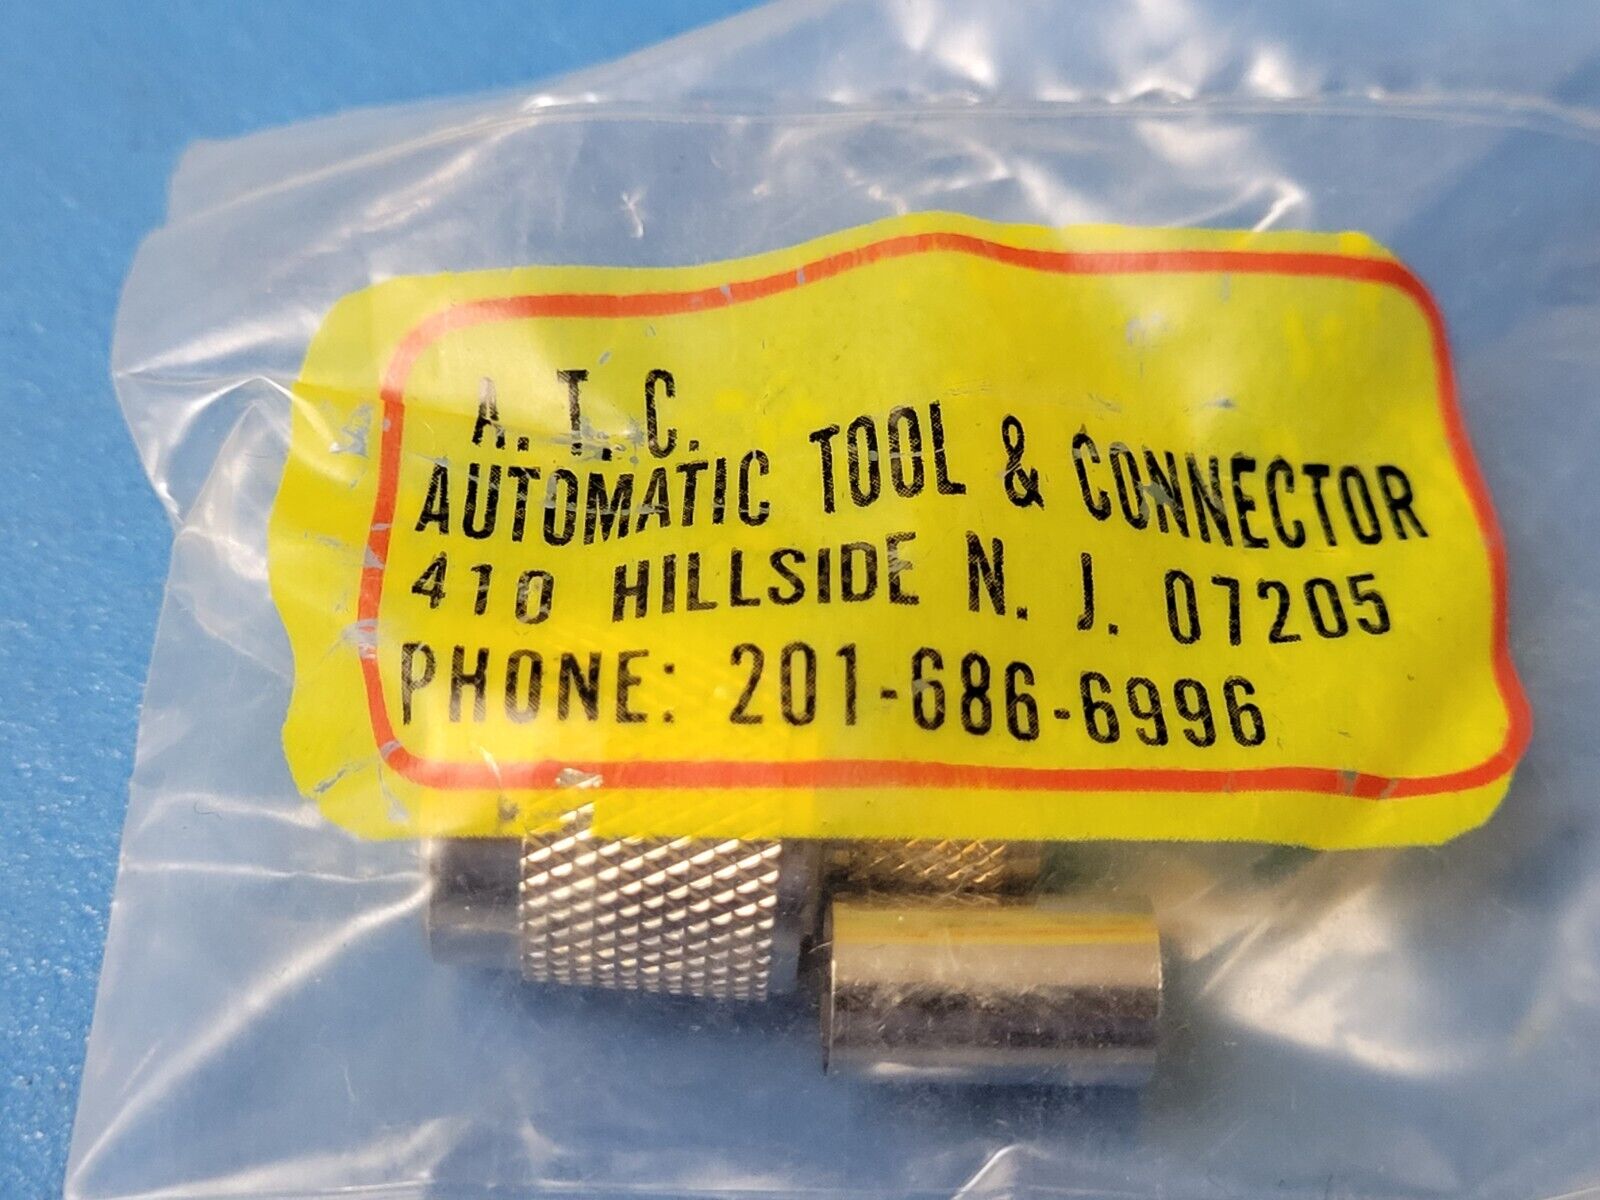 A. T. C.
AUTOMATIC TOOL & CONNECTOR
410 HILLSIDE N. J. 07205
PHONE: 201-686-6996